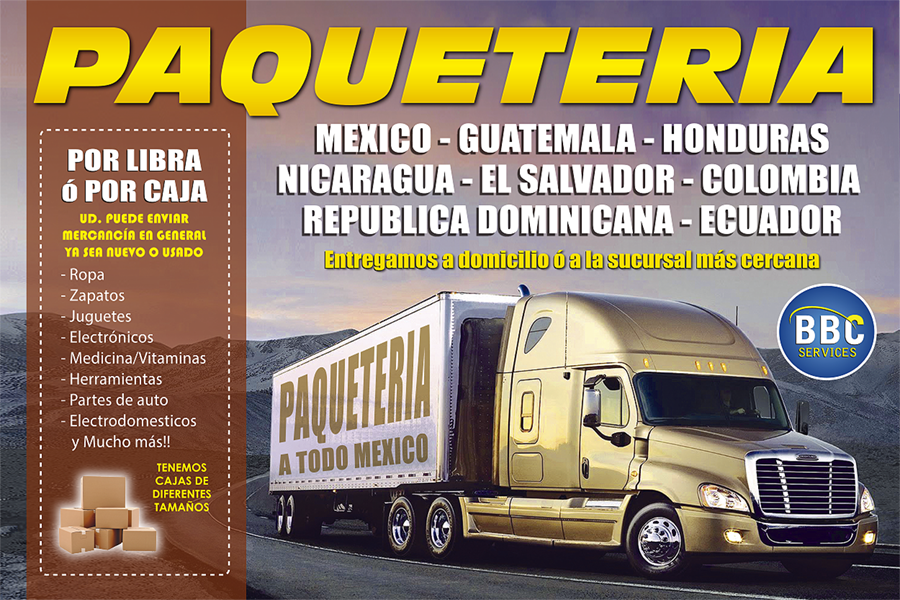 PAQUETERIA
MEXICO - GUATEMALA - HONDURAS
NICARAGUA - EL SALVADOR - COLOMBIA
REPUBLICA DOMINICANA - ECUADOR
Entregamos a domicilio ó a la sucursal más cercana
POR LIBRA
ó POR CAJA
UD. PUEDE ENVIAR
MERCANCÍA EN GENERAL
YA SEA NUEVO O USADO
- Ropa
- Zapatos
- Juguetes
- Electrónicos
- Medicina/Vitaminas
- Herramientas
- Partes de auto
- Electrodomesticos
y Mucho más!!
TENEMOS
CAJAS DE
DIFERENTES
TAMAÑOS
PAQUETERIA
A TODO MEXICO
BBC
SERVICES